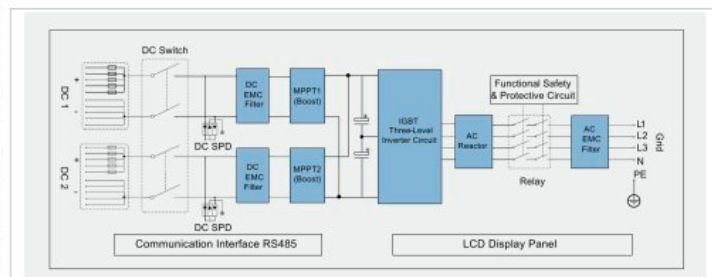 DC Switch
DC 1
+
-
DC
EMC
Filter
MPPT1
(Boost)
DC SPD
DC 2
+
-
DC
EMC
Filter
MPPT2
(Boost)
DC SPD
IGBT
Three-Level
Inverter Circuit
AC
Reactor
Functional Safety
& Protective Circuit
Relay
AC
EMC
Filter
L1
L2
L3
N
PE
Grid
Communication Interface RS485
LCD Display Panel